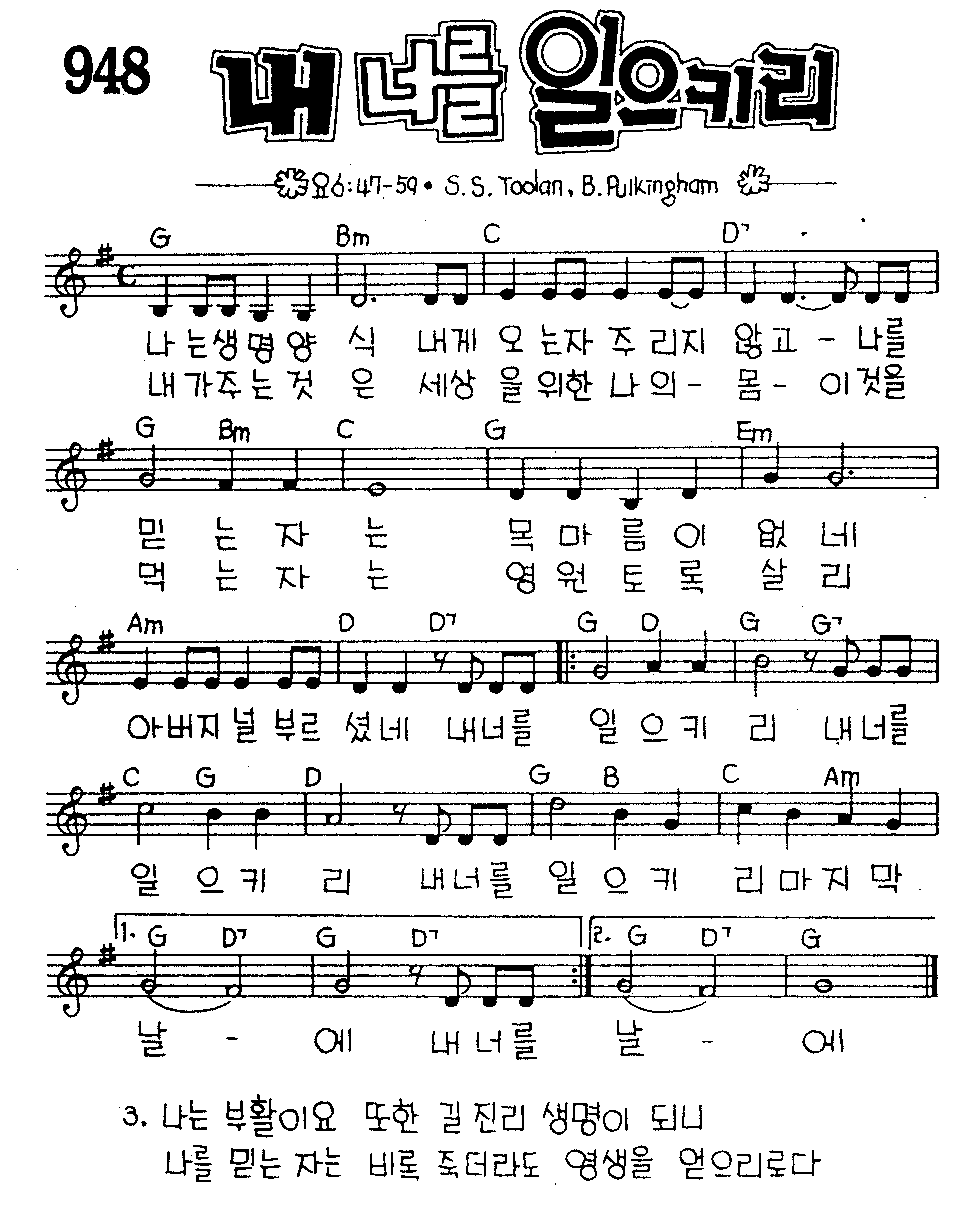 948 내 너를 일으키리
요6:47-59 • S. S. Toolan, B. Pulkingham
G Bm C D7
나 는생명양 식 내게 오 는자 주 리지 않고 - 나를
내가주는 것 은 세상 을위한 나의- 몸- 이것을
G Bm C G Em
믿 는 자 는 목 마 름 이 없 네
먹 는 자 는 영 원 토 록 살 리
Am D D7 G D G G7
아버지 널 부르 셨네 내너를 일 으 키 리 내너를
C G D G B C Am
일 으 키 리 내너를 일 으 키 리 마 지 막
1. G D7 G D7 2. G D7 G
날 - 에 내 너 를 날 - 에
3. 나는 부활이요 또한 길 진리 생명이 되니
나를 믿는 자는 비록 죽더라도 영생을 얻으리로다